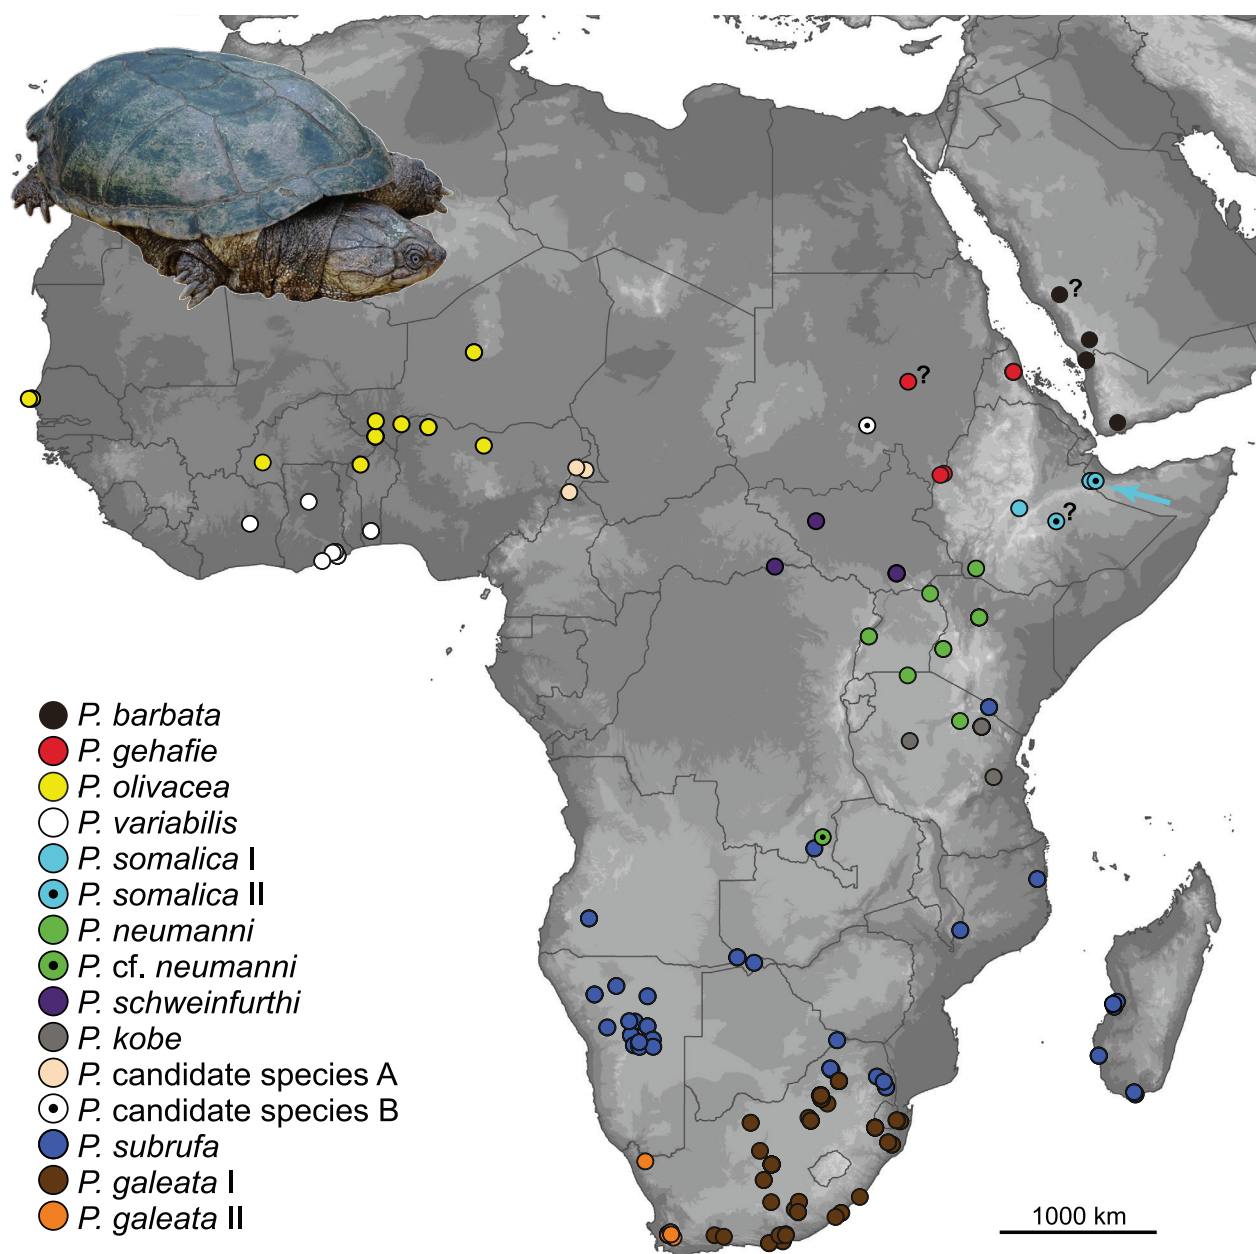 ?
?
?
P. barbata
P. gehafie
P. olivacea
P. variabilis
P. somalica I
P. somalica II
P. neumanni
P. cf. neumanni
P. schweinfurthi
P. kobe
P. candidate species A
P. candidate species B
P. subrufa
P. galeata I
P. galeata II
1000 km